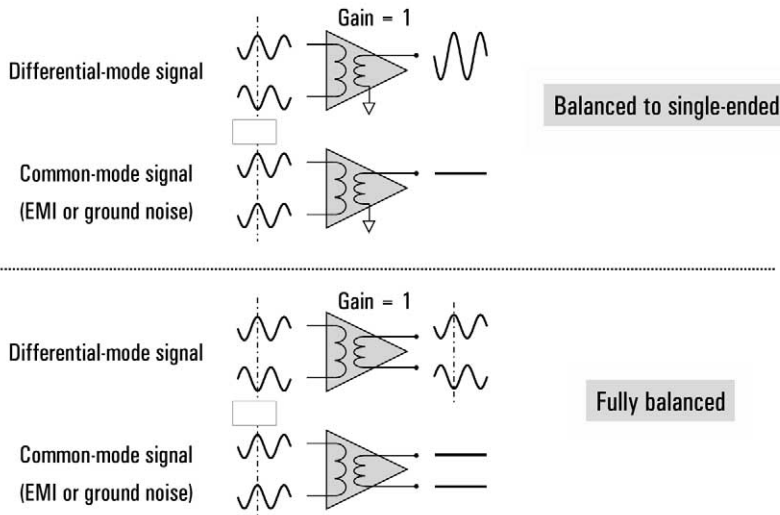 Gain = 1
Differential-mode signal
Balanced to single-ended
Common-mode signal
(EMI or ground noise)
Gain = 1
Differential-mode signal
Fully balanced
Common-mode signal
(EMI or ground noise)